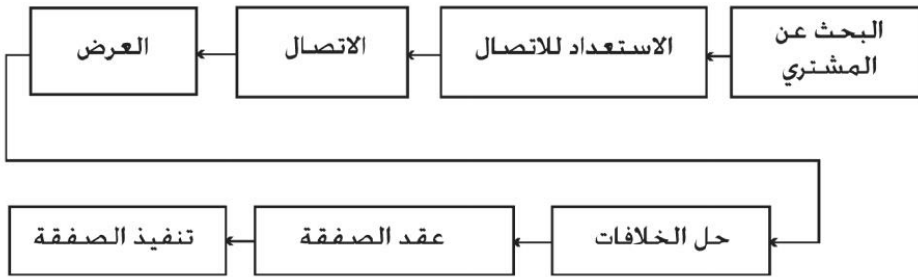 البحث عن
المشتري
الاستعداد للاتصال
الاتصال
العرض
حل الخلافات
عقد الصفقة
تنفيذ الصفقة